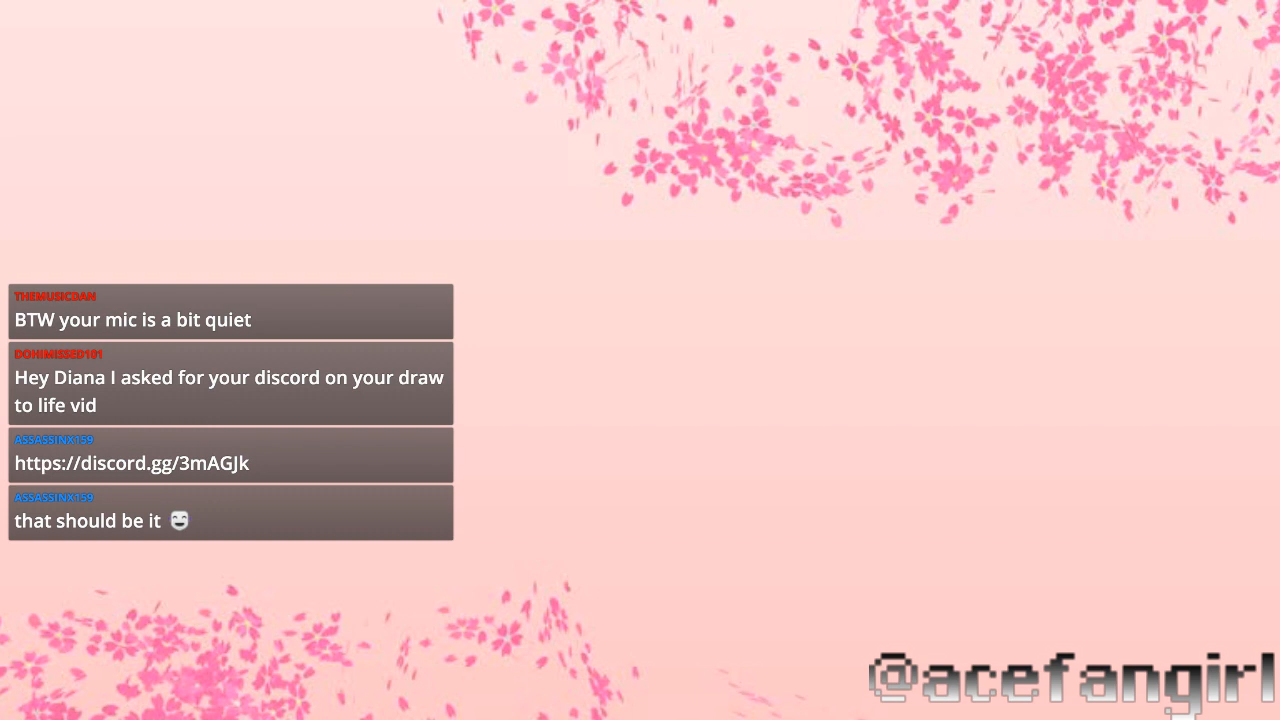 THEMUSICDAN
BTW your mic is a bit quiet
DOHIMISSED101
Hey Diana I asked for your discord on your draw
to life vid
ASSASSINX159
https://discord.gg/3mAGJk
ASSASSINX159
that should be it
@acefangirl